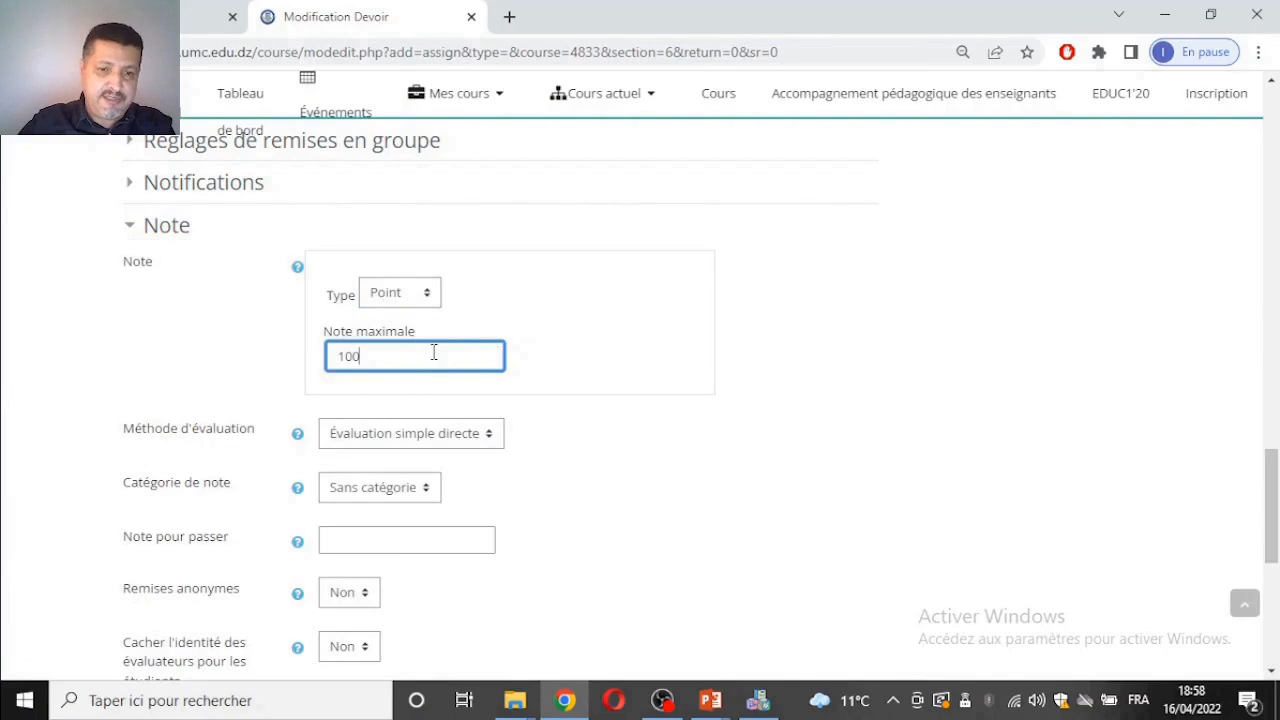 Modification Devoir
umc.edu.dz/course/modedit.php?add=assign&type=&course=4833&section=6&return=0&sr=0
I
En pause
Tableau
de bord
Événements
Mes cours
Cours actuel
Cours
Accompagnement pédagogique des enseignants
EDUC1'20
Inscription
Réglages de remises en groupe
Notifications
Note
Note
Type Point
Note maximale
100
Méthode d'évaluation
Évaluation simple directe
Catégorie de note
Sans catégorie
Note pour passer
Remises anonymes
Non
Cacher l'identité des
évaluateurs pour les
étudiants
Non
Activer Windows
Accédez aux paramètres pour activer Windows.
Taper ici pour rechercher
11°C
FRA
18:58
16/04/2022
2